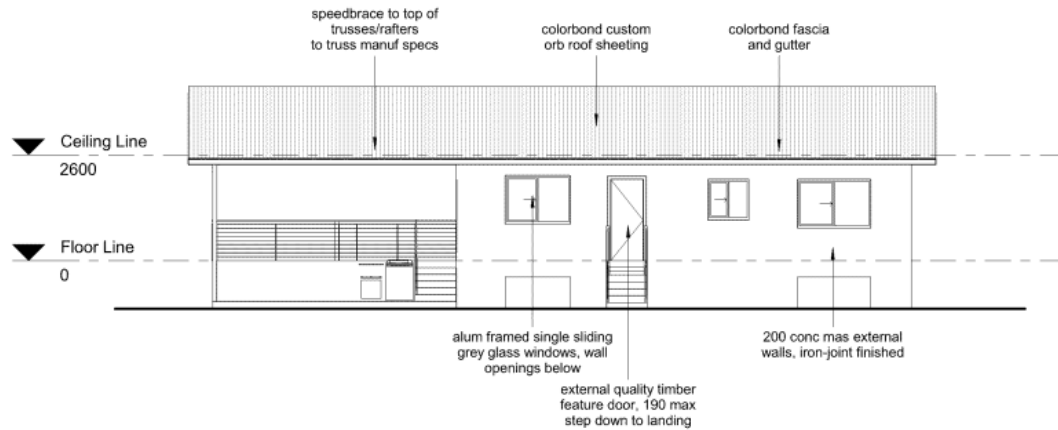 speedbrace to top of
trusses/rafters
to truss manuf specs
colorbond custom
orb roof sheeting
colorbond fascia
and gutter
Ceiling Line
2600
Floor Line
0
alum framed single sliding
grey glass windows, wall
openings below
external quality timber
feature door, 190 max
step down to landing
200 conc mas external
walls, iron-joint finished